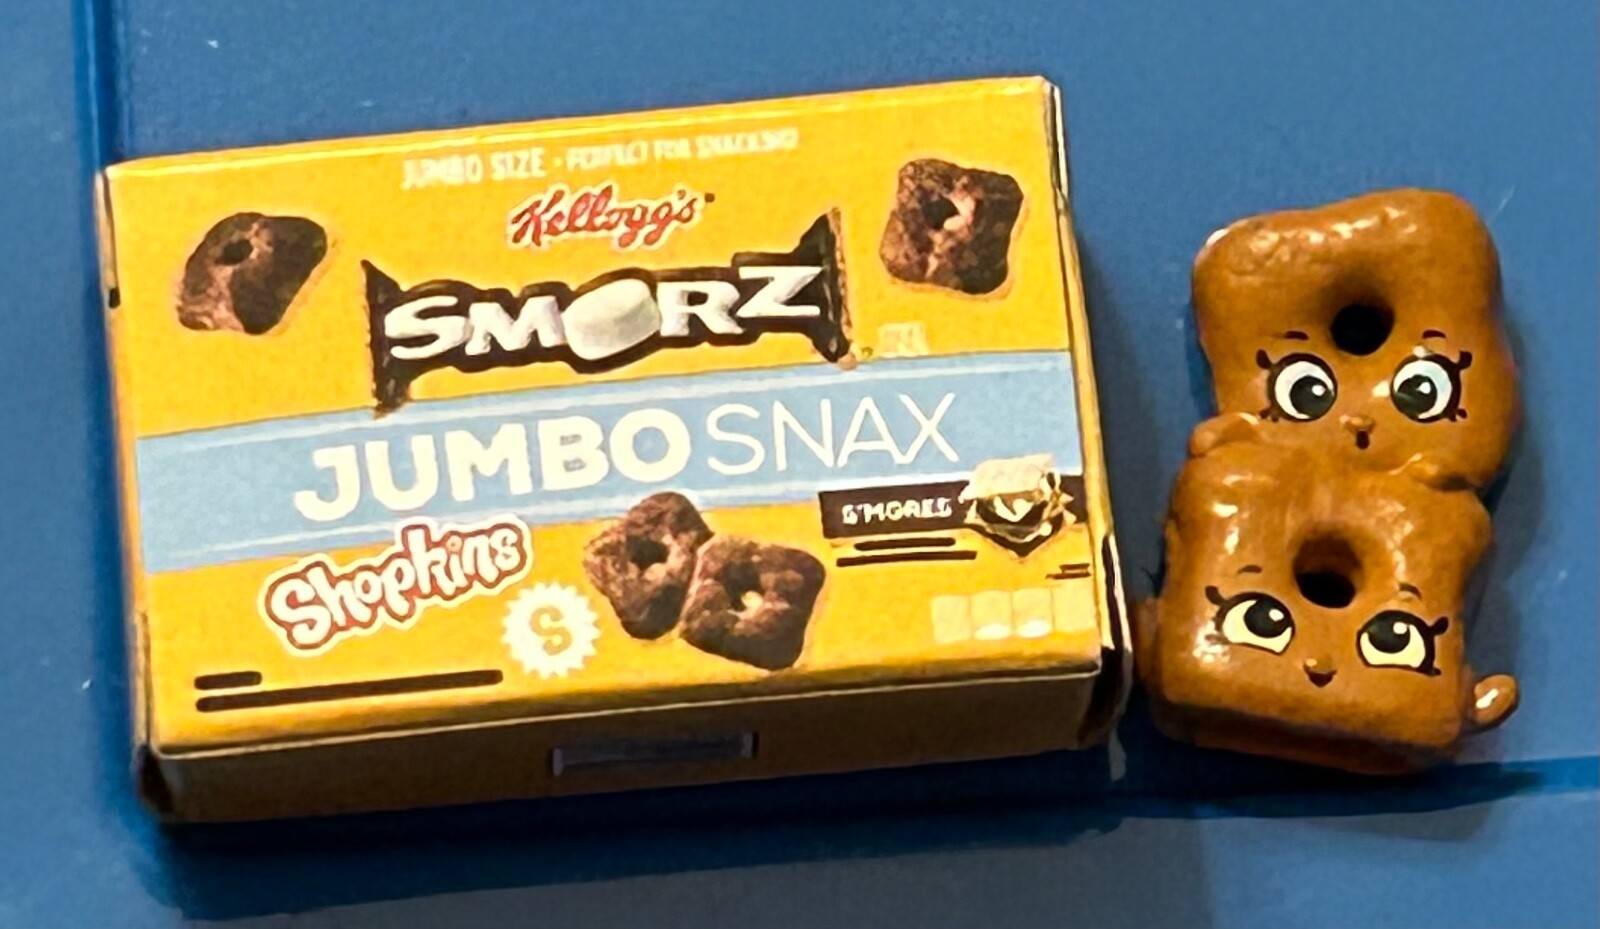 JUMBO SIZE • PERFECT FOR SNACKING!
Kellogg's
SMORZ
JUMBO SNAX
S'MORES
Shopkins
S